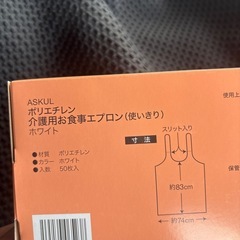 ASKUL
ポリエチレン
介護用お食事エプロン(使いきり)
ホワイト
寸法
スリット入り
約83cm
約74cm
●材質 ポリエチレン
●カラー ホワイト
●入数 50枚入
使用上
保管